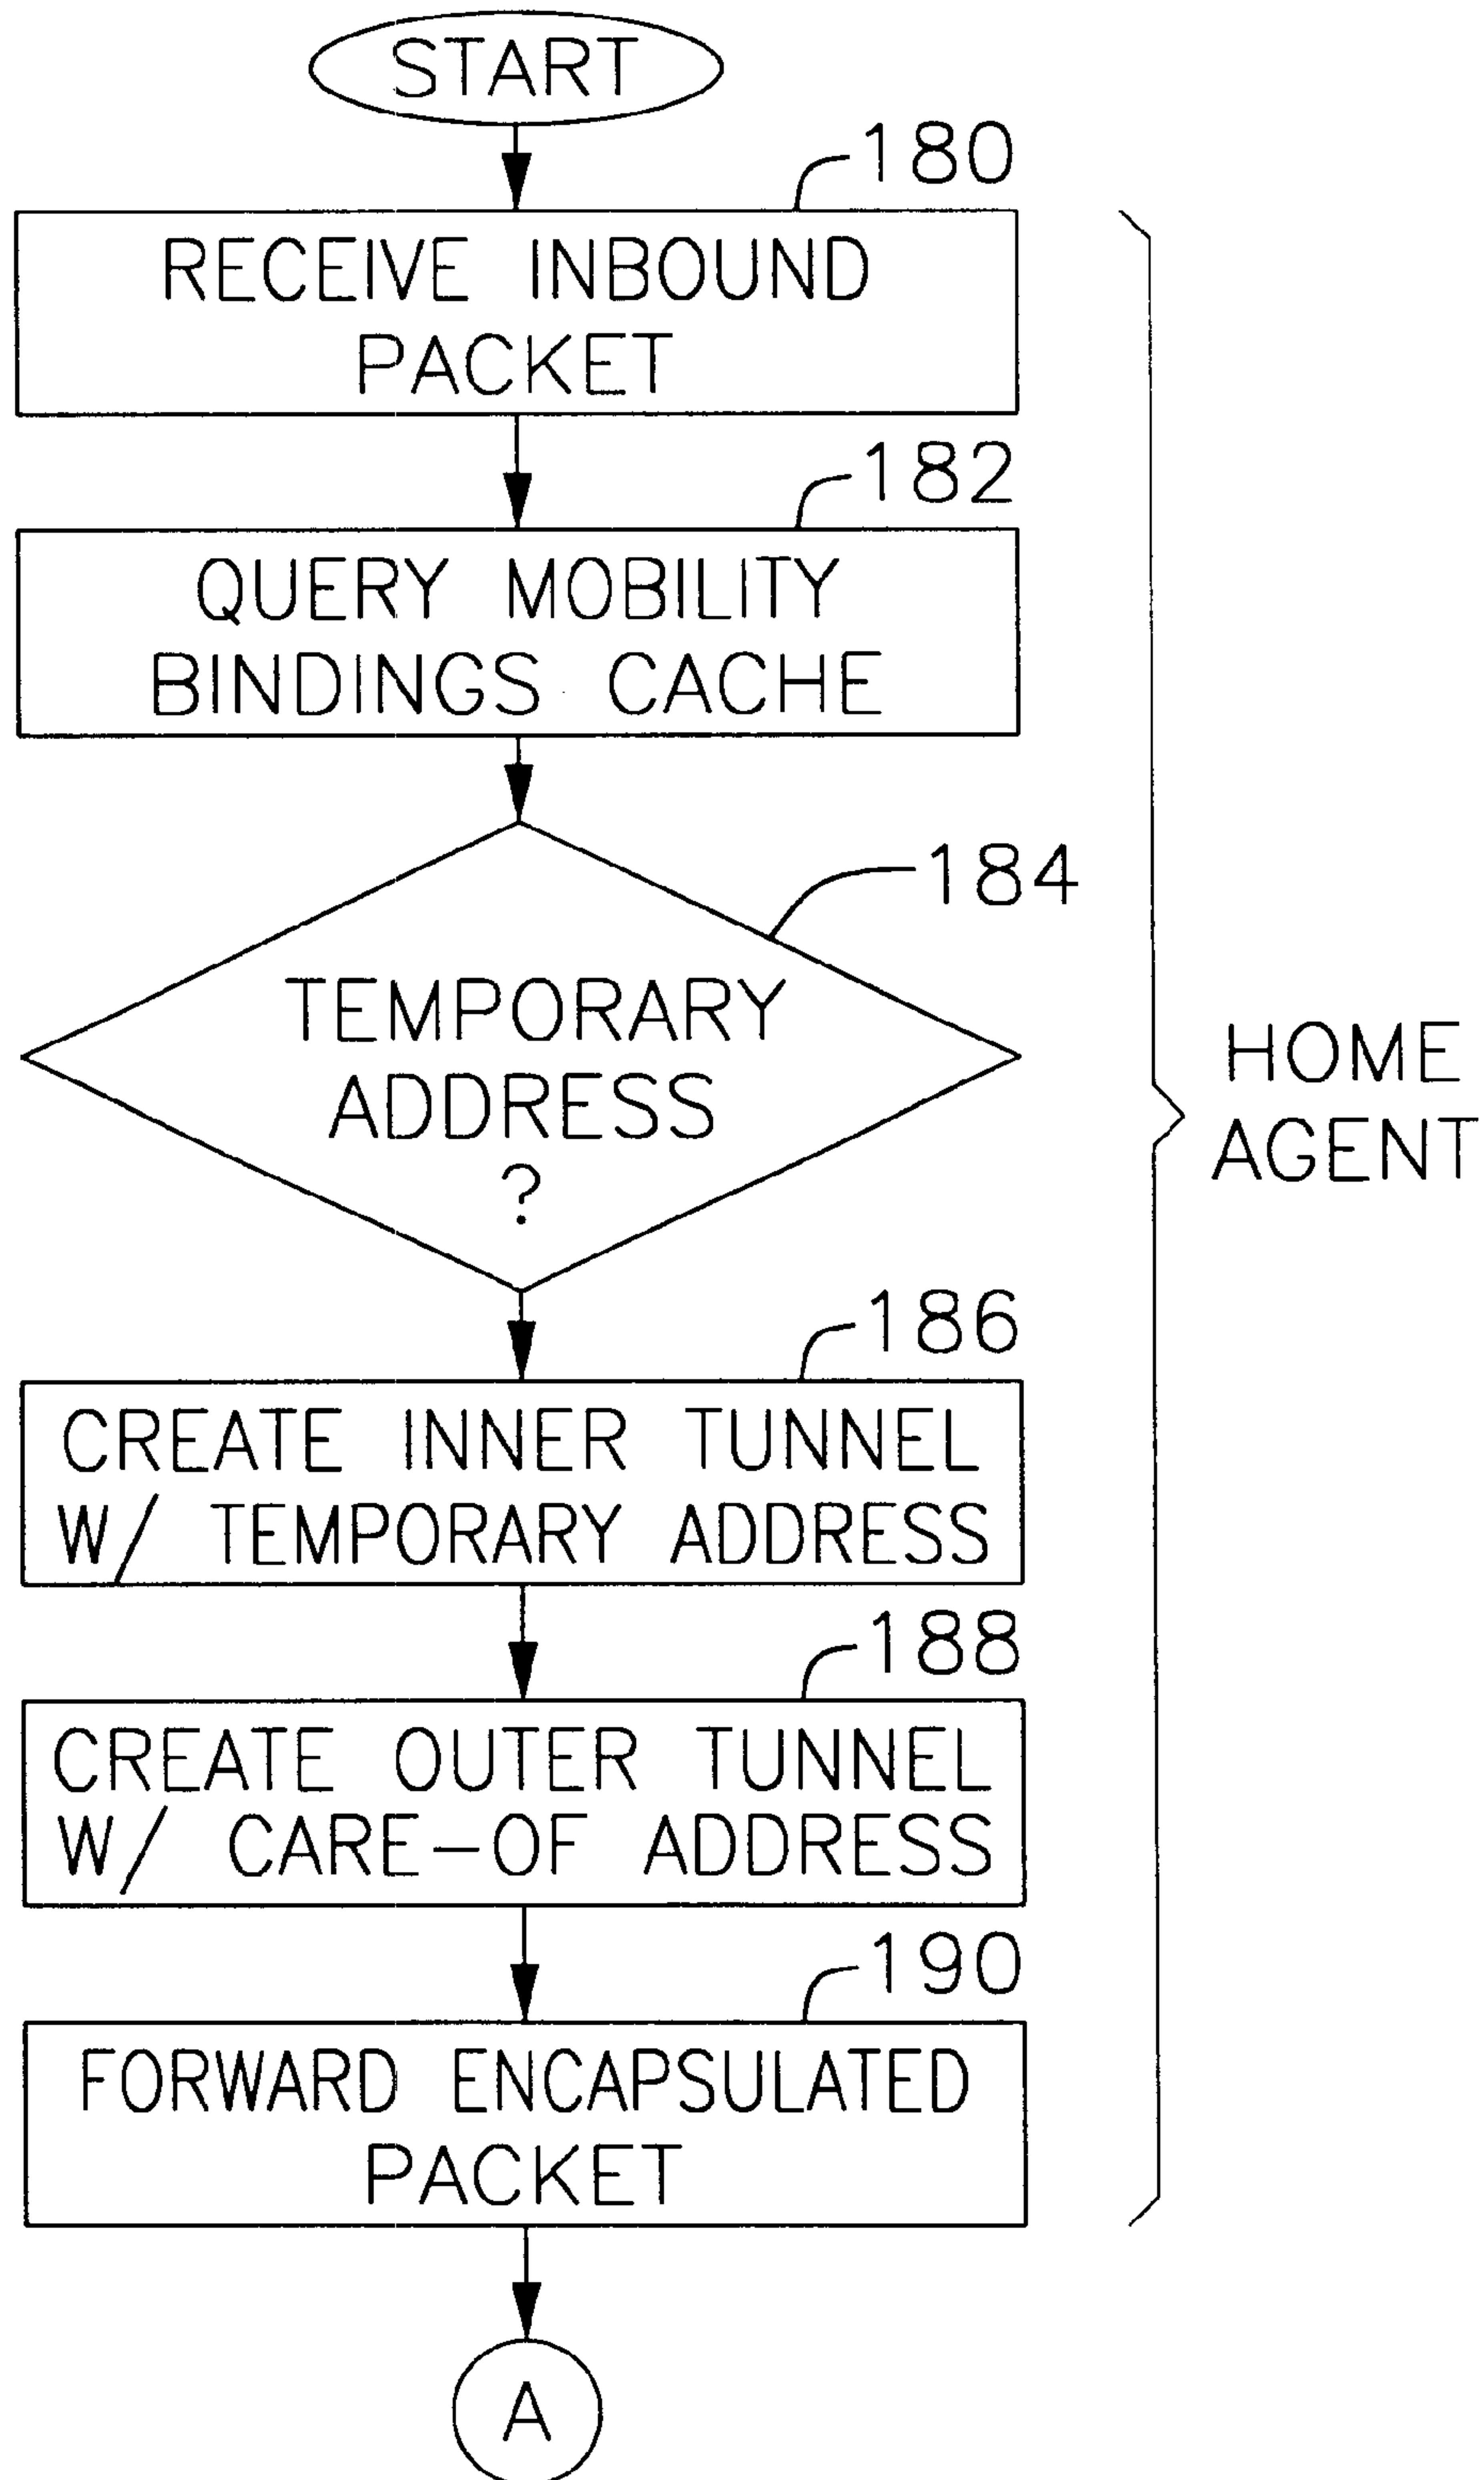 START
180
RECEIVE INBOUND
PACKET
182
QUERY MOBILITY
BINDINGS CACHE
184
TEMPORARY
ADDRESS
?
HOME
AGENT
186
CREATE INNER TUNNEL
W/ TEMPORARY ADDRESS
188
CREATE OUTER TUNNEL
W/ CARE-OF ADDRESS
190
FORWARD ENCAPSULATED
PACKET
A